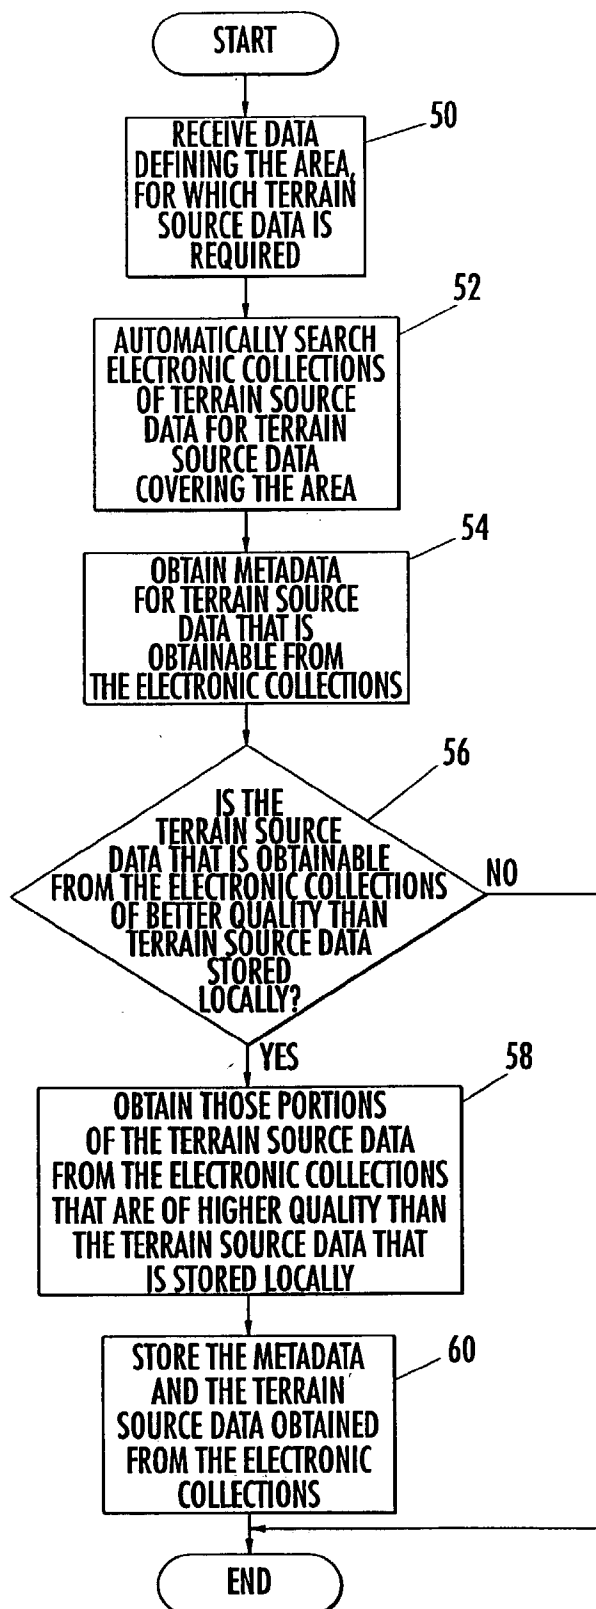 START
50
RECEIVE DATA
DEFINING THE AREA,
FOR WHICH TERRAIN
SOURCE DATA IS
REQUIRED
52
AUTOMATICALLY SEARCH
ELECTRONIC COLLECTIONS
OF TERRAIN SOURCE
DATA FOR TERRAIN
SOURCE DATA
COVERING THE AREA
54
OBTAIN METADATA
FOR TERRAIN SOURCE
DATA THAT IS
OBTAINABLE FROM
THE ELECTRONIC COLLECTIONS
56
IS THE
TERRAIN SOURCE
DATA THAT IS OBTAINABLE
FROM THE ELECTRONIC COLLECTIONS
OF BETTER QUALITY THAN
TERRAIN SOURCE DATA
STORED
LOCALLY?
NO
YES
58
OBTAIN THOSE PORTIONS
OF THE TERRAIN SOURCE DATA
FROM THE ELECTRONIC COLLECTIONS
THAT ARE OF HIGHER QUALITY THAN
THE TERRAIN SOURCE DATA THAT
IS STORED LOCALLY
60
STORE THE METADATA
AND THE TERRAIN
SOURCE DATA OBTAINED
FROM THE ELECTRONIC
COLLECTIONS
END